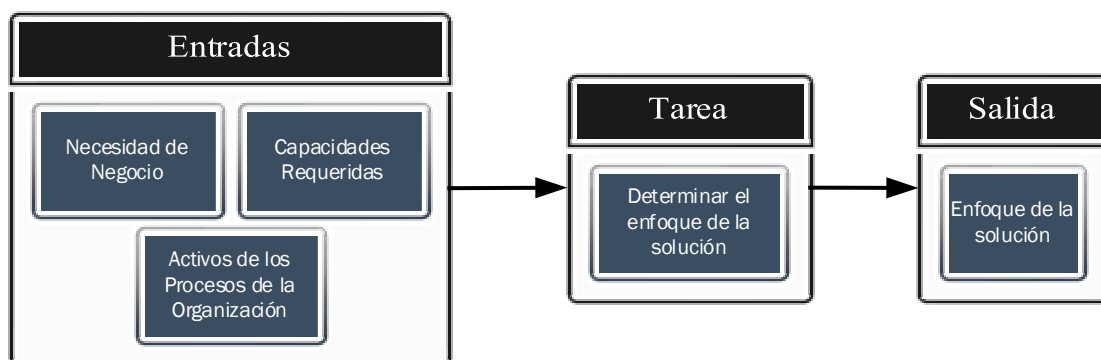 Entradas
Necesidad de
Negocio
Capacidades
Requeridas
Activos de los
Procesos de la
Organización
Tarea
Determinar el
enfoque de la
solución
Salida
Enfoque de la
solución